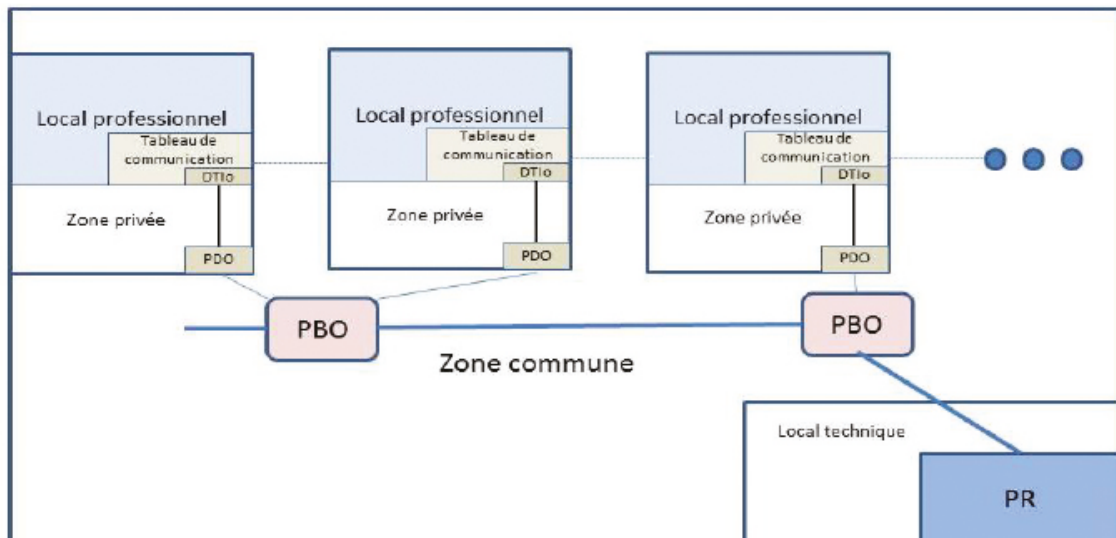 Local professionnel
Tableau de
communication
DTIo
Zone privée
PDO
Local professionnel
Tableau de
communication
DTIo
Zone privée
PDO
Local professionnel
Tableau de
communication
DTIo
Zone privée
PDO
PBO
PBO
Zone commune
Local technique
PR